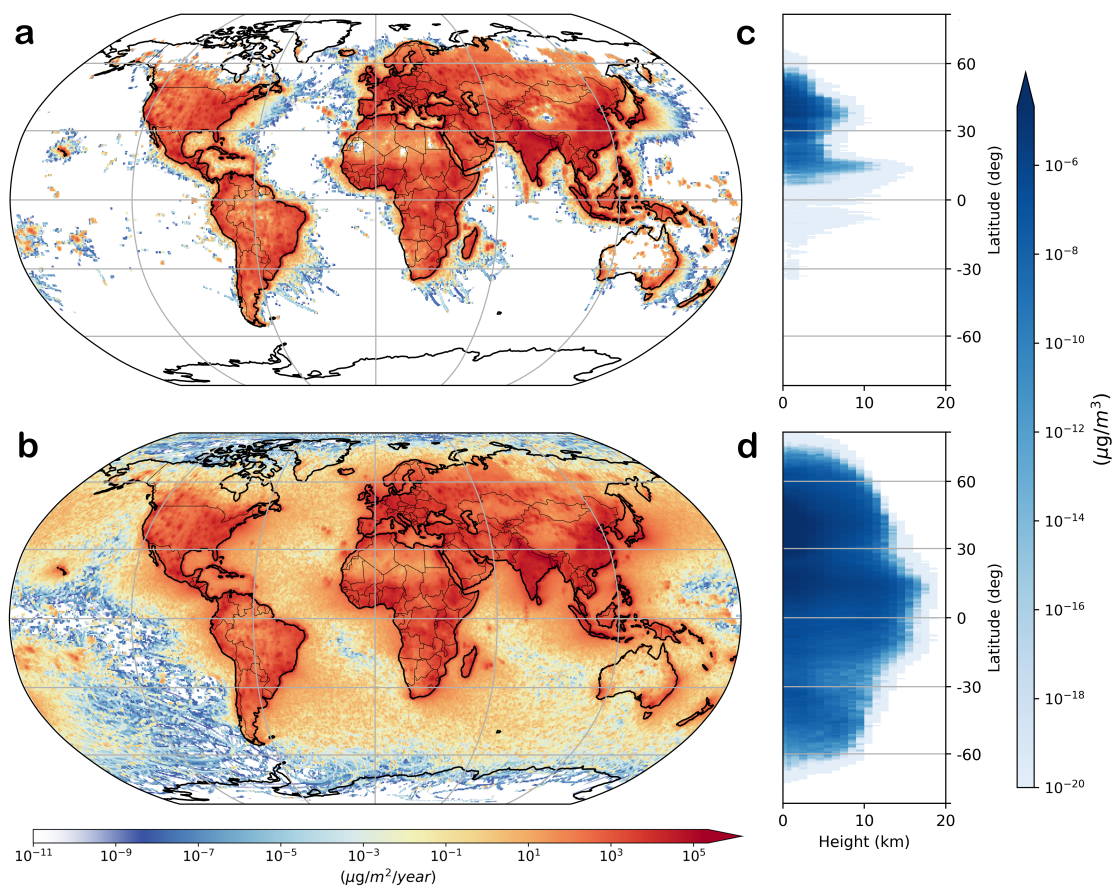 a
c
60
30
0
-30
-60
Latitude (deg)
0
10
20
b
d
60
30
0
-30
-60
Latitude (deg)
0
10
20
Height (km)
10⁻⁶
10⁻⁸
10⁻¹⁰
10⁻¹²
10⁻¹⁴
10⁻¹⁶
10⁻¹⁸
10⁻²⁰
(μg/m³)
10⁻¹¹ 10⁻⁹ 10⁻⁷ 10⁻⁵ 10⁻³ 10⁻¹ 10¹ 10³ 10⁵
(μg/m²/year)